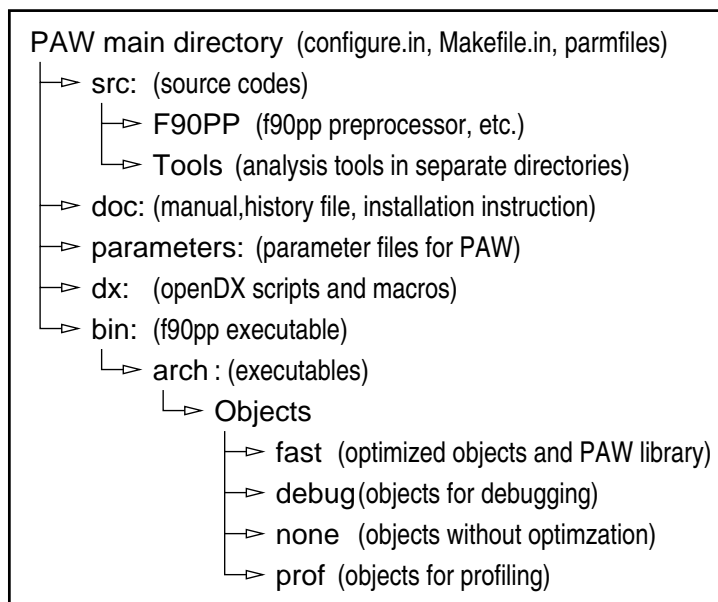 PAW main directory (configure.in, Makefile.in, parmfiles)
src: (source codes)
F90PP (f90pp preprocessor, etc.)
Tools (analysis tools in separate directories)
doc: (manual,history file, installation instruction)
parameters: (parameter files for PAW)
dx: (openDX scripts and macros)
bin: (f90pp executable)
arch : (executables)
Objects
fast (optimized objects and PAW library)
debug (objects for debugging)
none (objects without optimzation)
prof (objects for profiling)